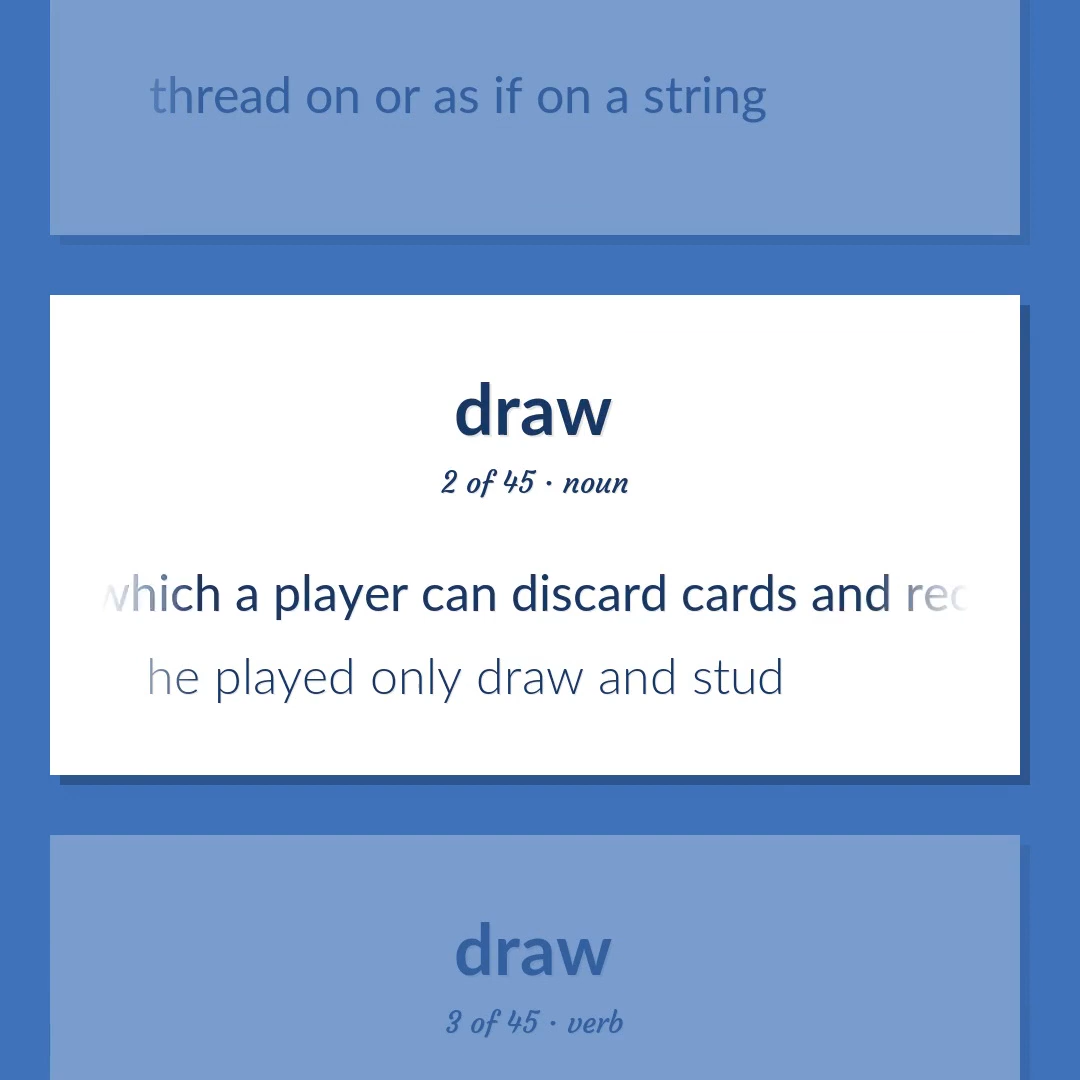 thread on or as if on a string
draw
2 of 45 · noun
which a player can discard cards and
he played only draw and stud
draw
3 of 45 · verb